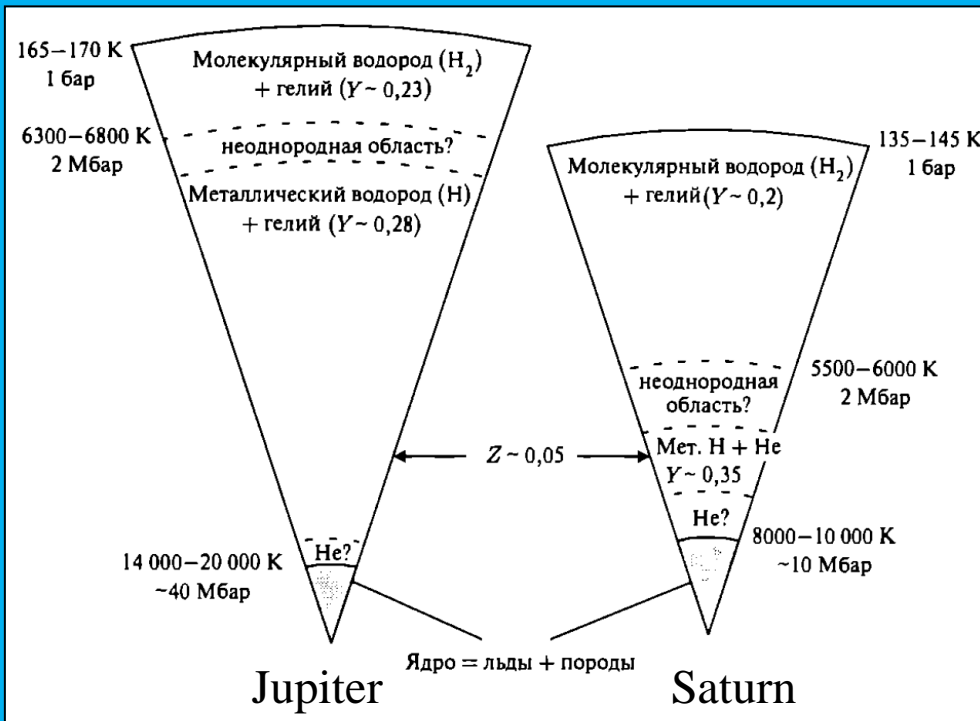 165−170 K
1 бар
Молекулярный водород (H₂)
+ гелий (Y ~ 0,23)
6300−6800 K
2 Мбар
неоднородная область?
Металлический водород (H)
+ гелий (Y ~ 0,28)
135−145 K
1 бар
Молекулярный водород (H₂)
+ гелий (Y ~ 0,2)
5500−6000 K
2 Мбар
неоднородная
область?
Z ~ 0,05
Мет. H + He
Y ~ 0,35
He?
8000−10 000 K
~10 Мбар
He?
14 000−20 000 K
~40 Мбар
Ядро = льды + породы
Jupiter
Saturn